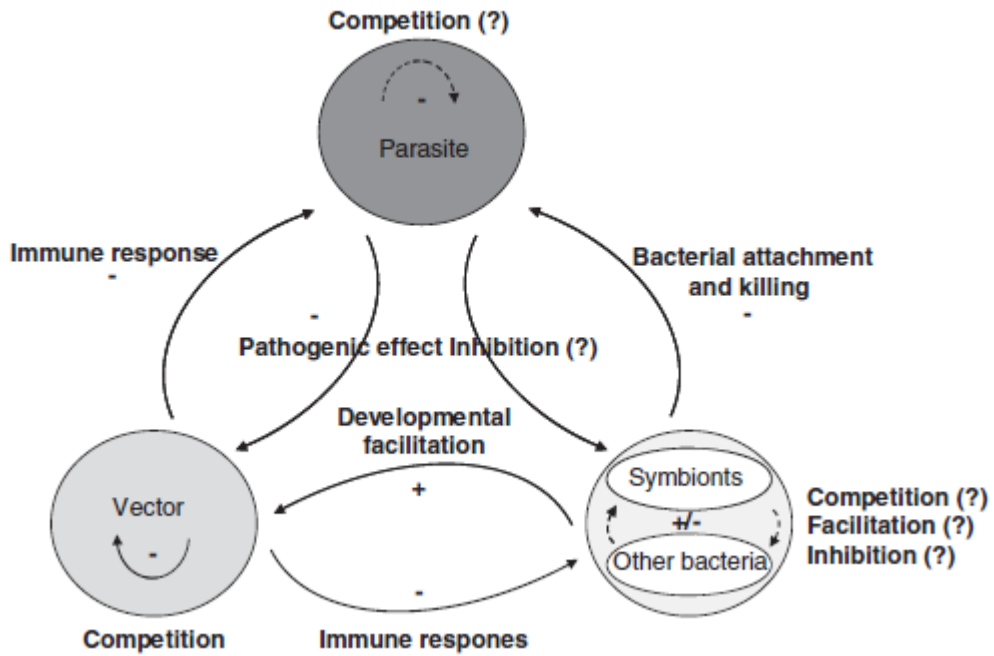 Competition (?)
-
Parasite
Immune response
-
Bacterial attachment
and killing
-
-
Pathogenic effect Inhibition (?)
Developmental
facilitation
+
Vector
-
Symbionts
+/-
Other bacteria
Competition (?)
Facilitation (?)
Inhibition (?)
-
Competition
Immune respones